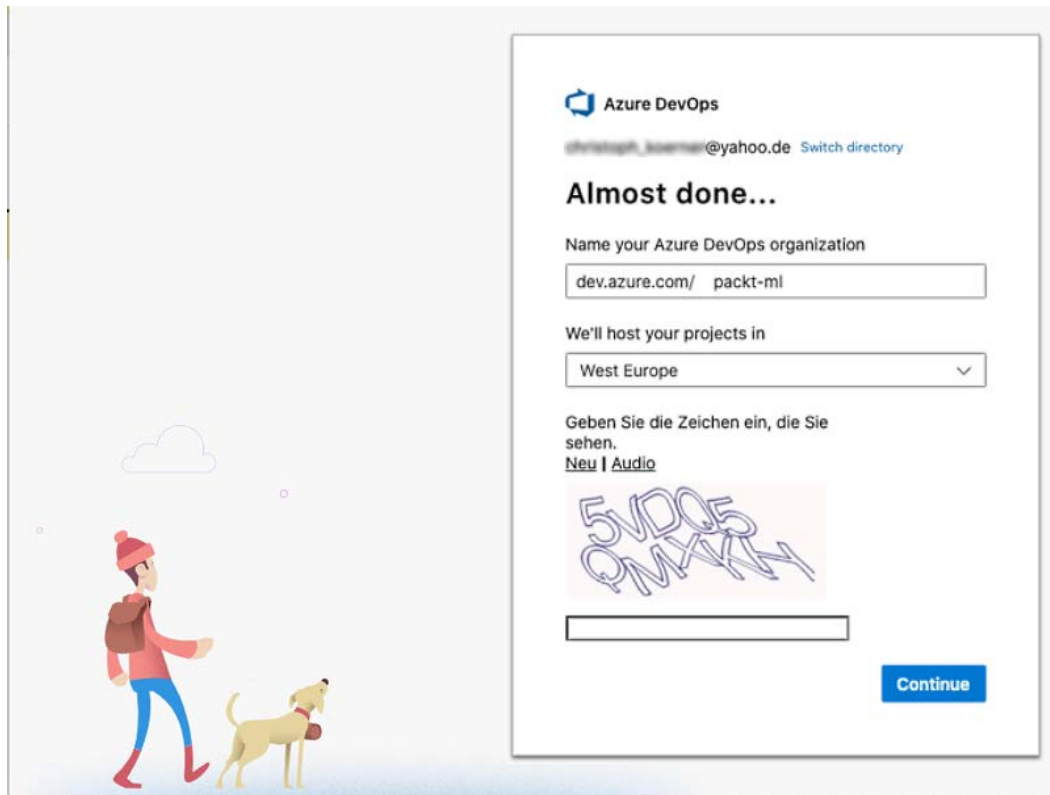 Azure DevOps
@yahoo.de Switch directory
Almost done...
Name your Azure DevOps organization
dev.azure.com/ packt-ml
We'll host your projects in
West Europe
Geben Sie die Zeichen ein, die Sie
sehen.
Neu | Audio
Continue